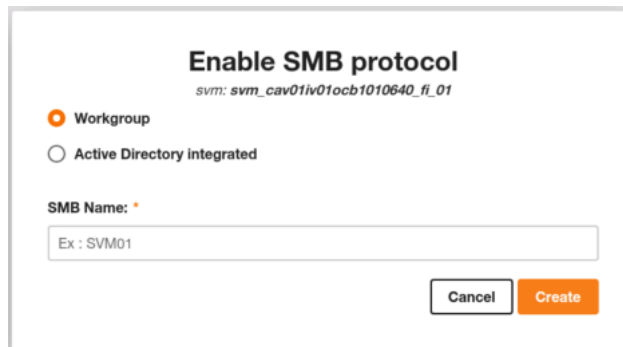 Enable SMB protocol
svm: svm_cav01iv01ocb1010640_fi_01
Workgroup
Active Directory integrated
SMB Name: *
Ex : SVM01
Cancel Create